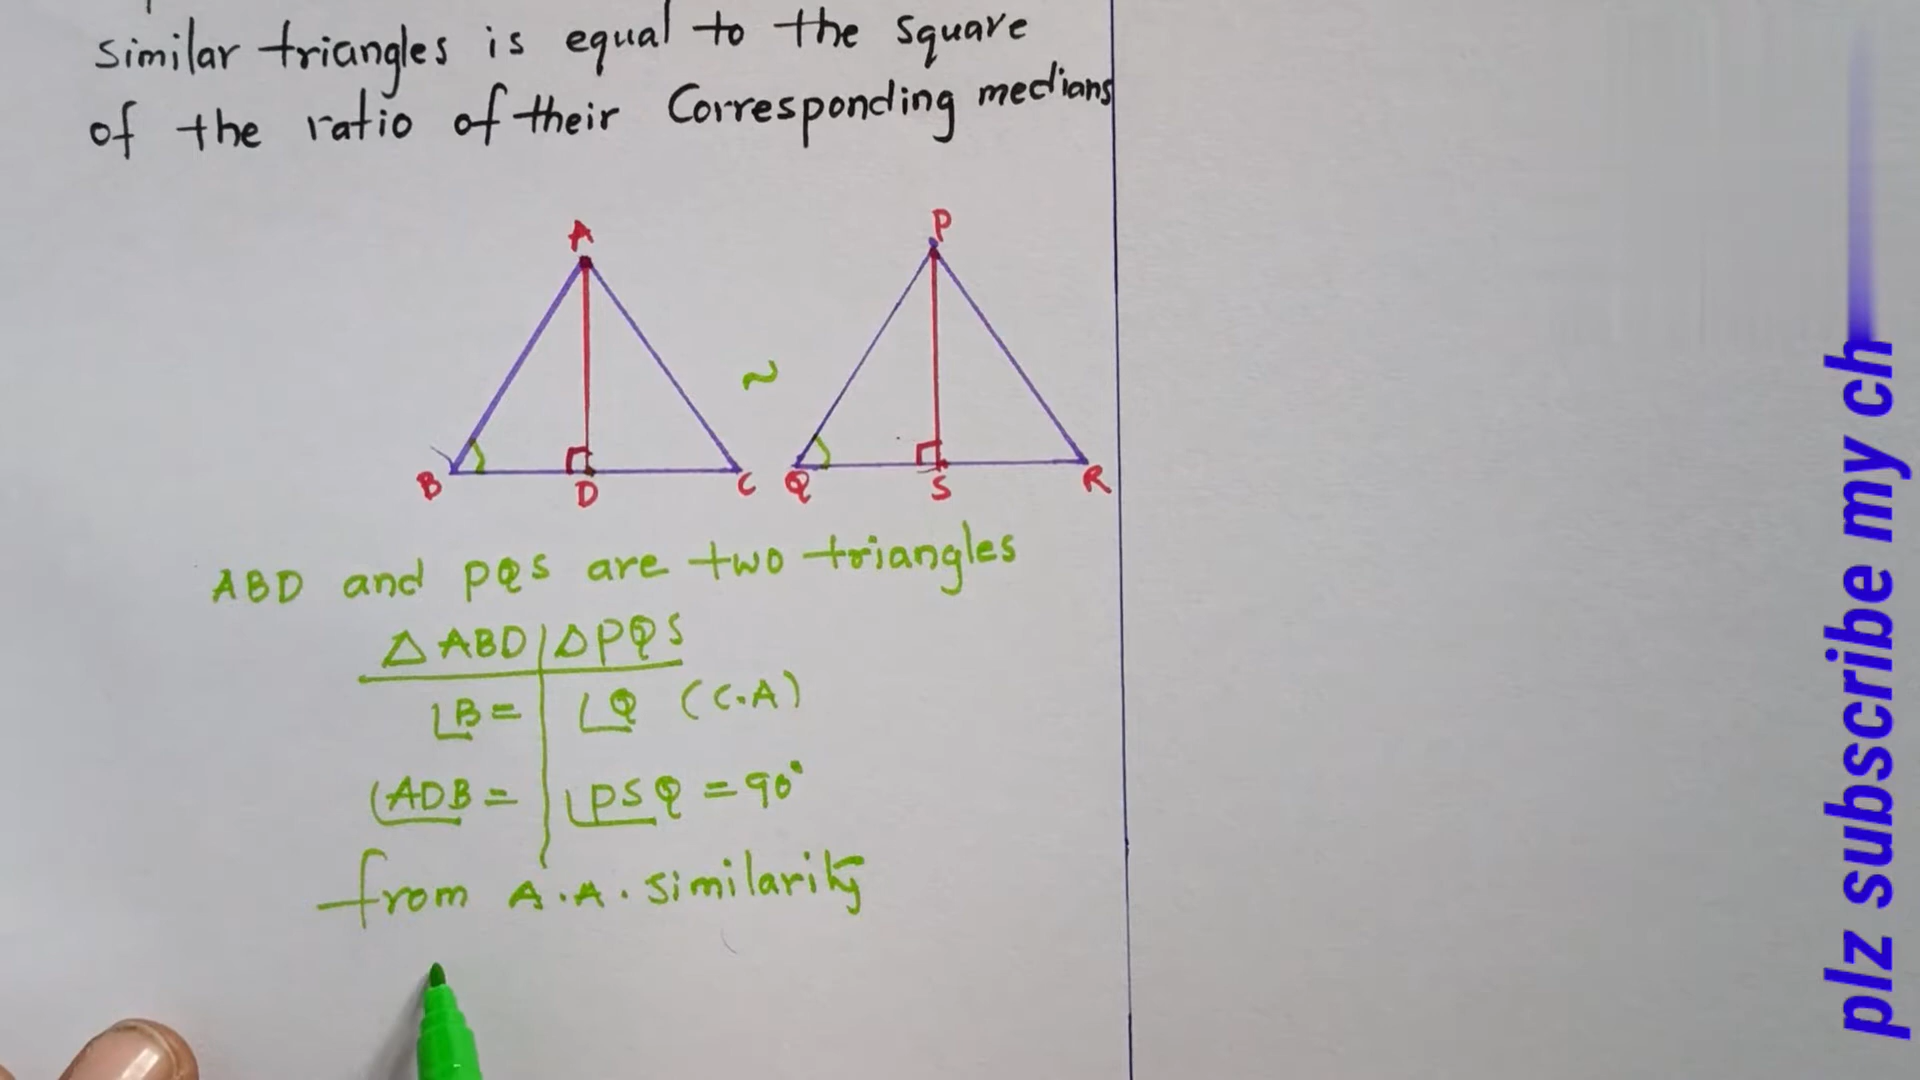 similar triangles is equal to the square
of the ratio of their Corresponding medians
A
P
~
B D C Q S R
ABD and PQS are two triangles
△ ABD | △ PQS
∠B = ∠Q (C.A)
∠ADB = ∠PSQ = 90°
from A.A. similarity
plz subscribe my ch